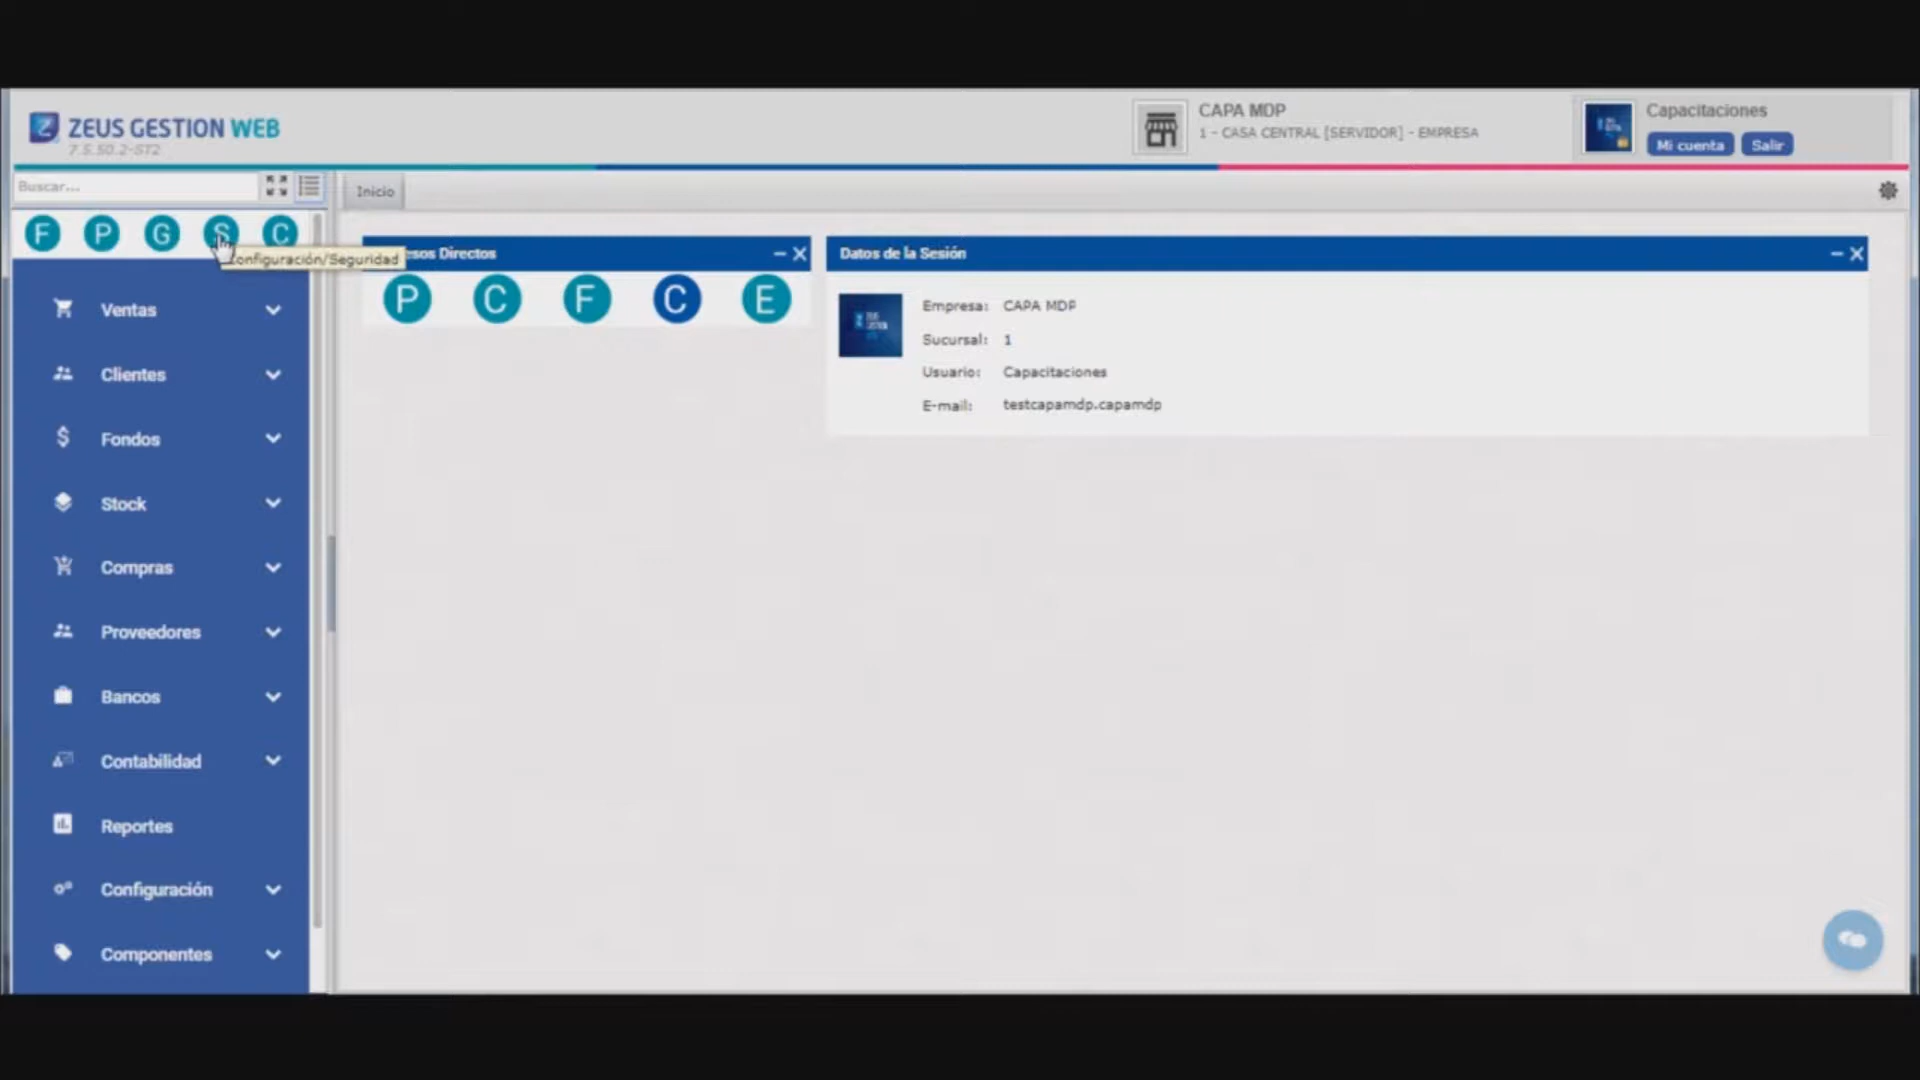 ZEUS GESTION WEB
7.5.50.2-ST2
CAPA MDP
1 - CASA CENTRAL [SERVIDOR] - EMPRESA
Capacitaciones
Mi cuenta
Salir
Buscar...
Inicio
F
P
G
S
C
Configuración/Seguridad
esos Directos
P
C
F
C
E
Datos de la Sesión
Empresa: CAPA MDP
Sucursal: 1
Usuario: Capacitaciones
E-mail: testcapamdp.capamdp
Ventas
Clientes
Fondos
Stock
Compras
Proveedores
Bancos
Contabilidad
Reportes
Configuración
Componentes